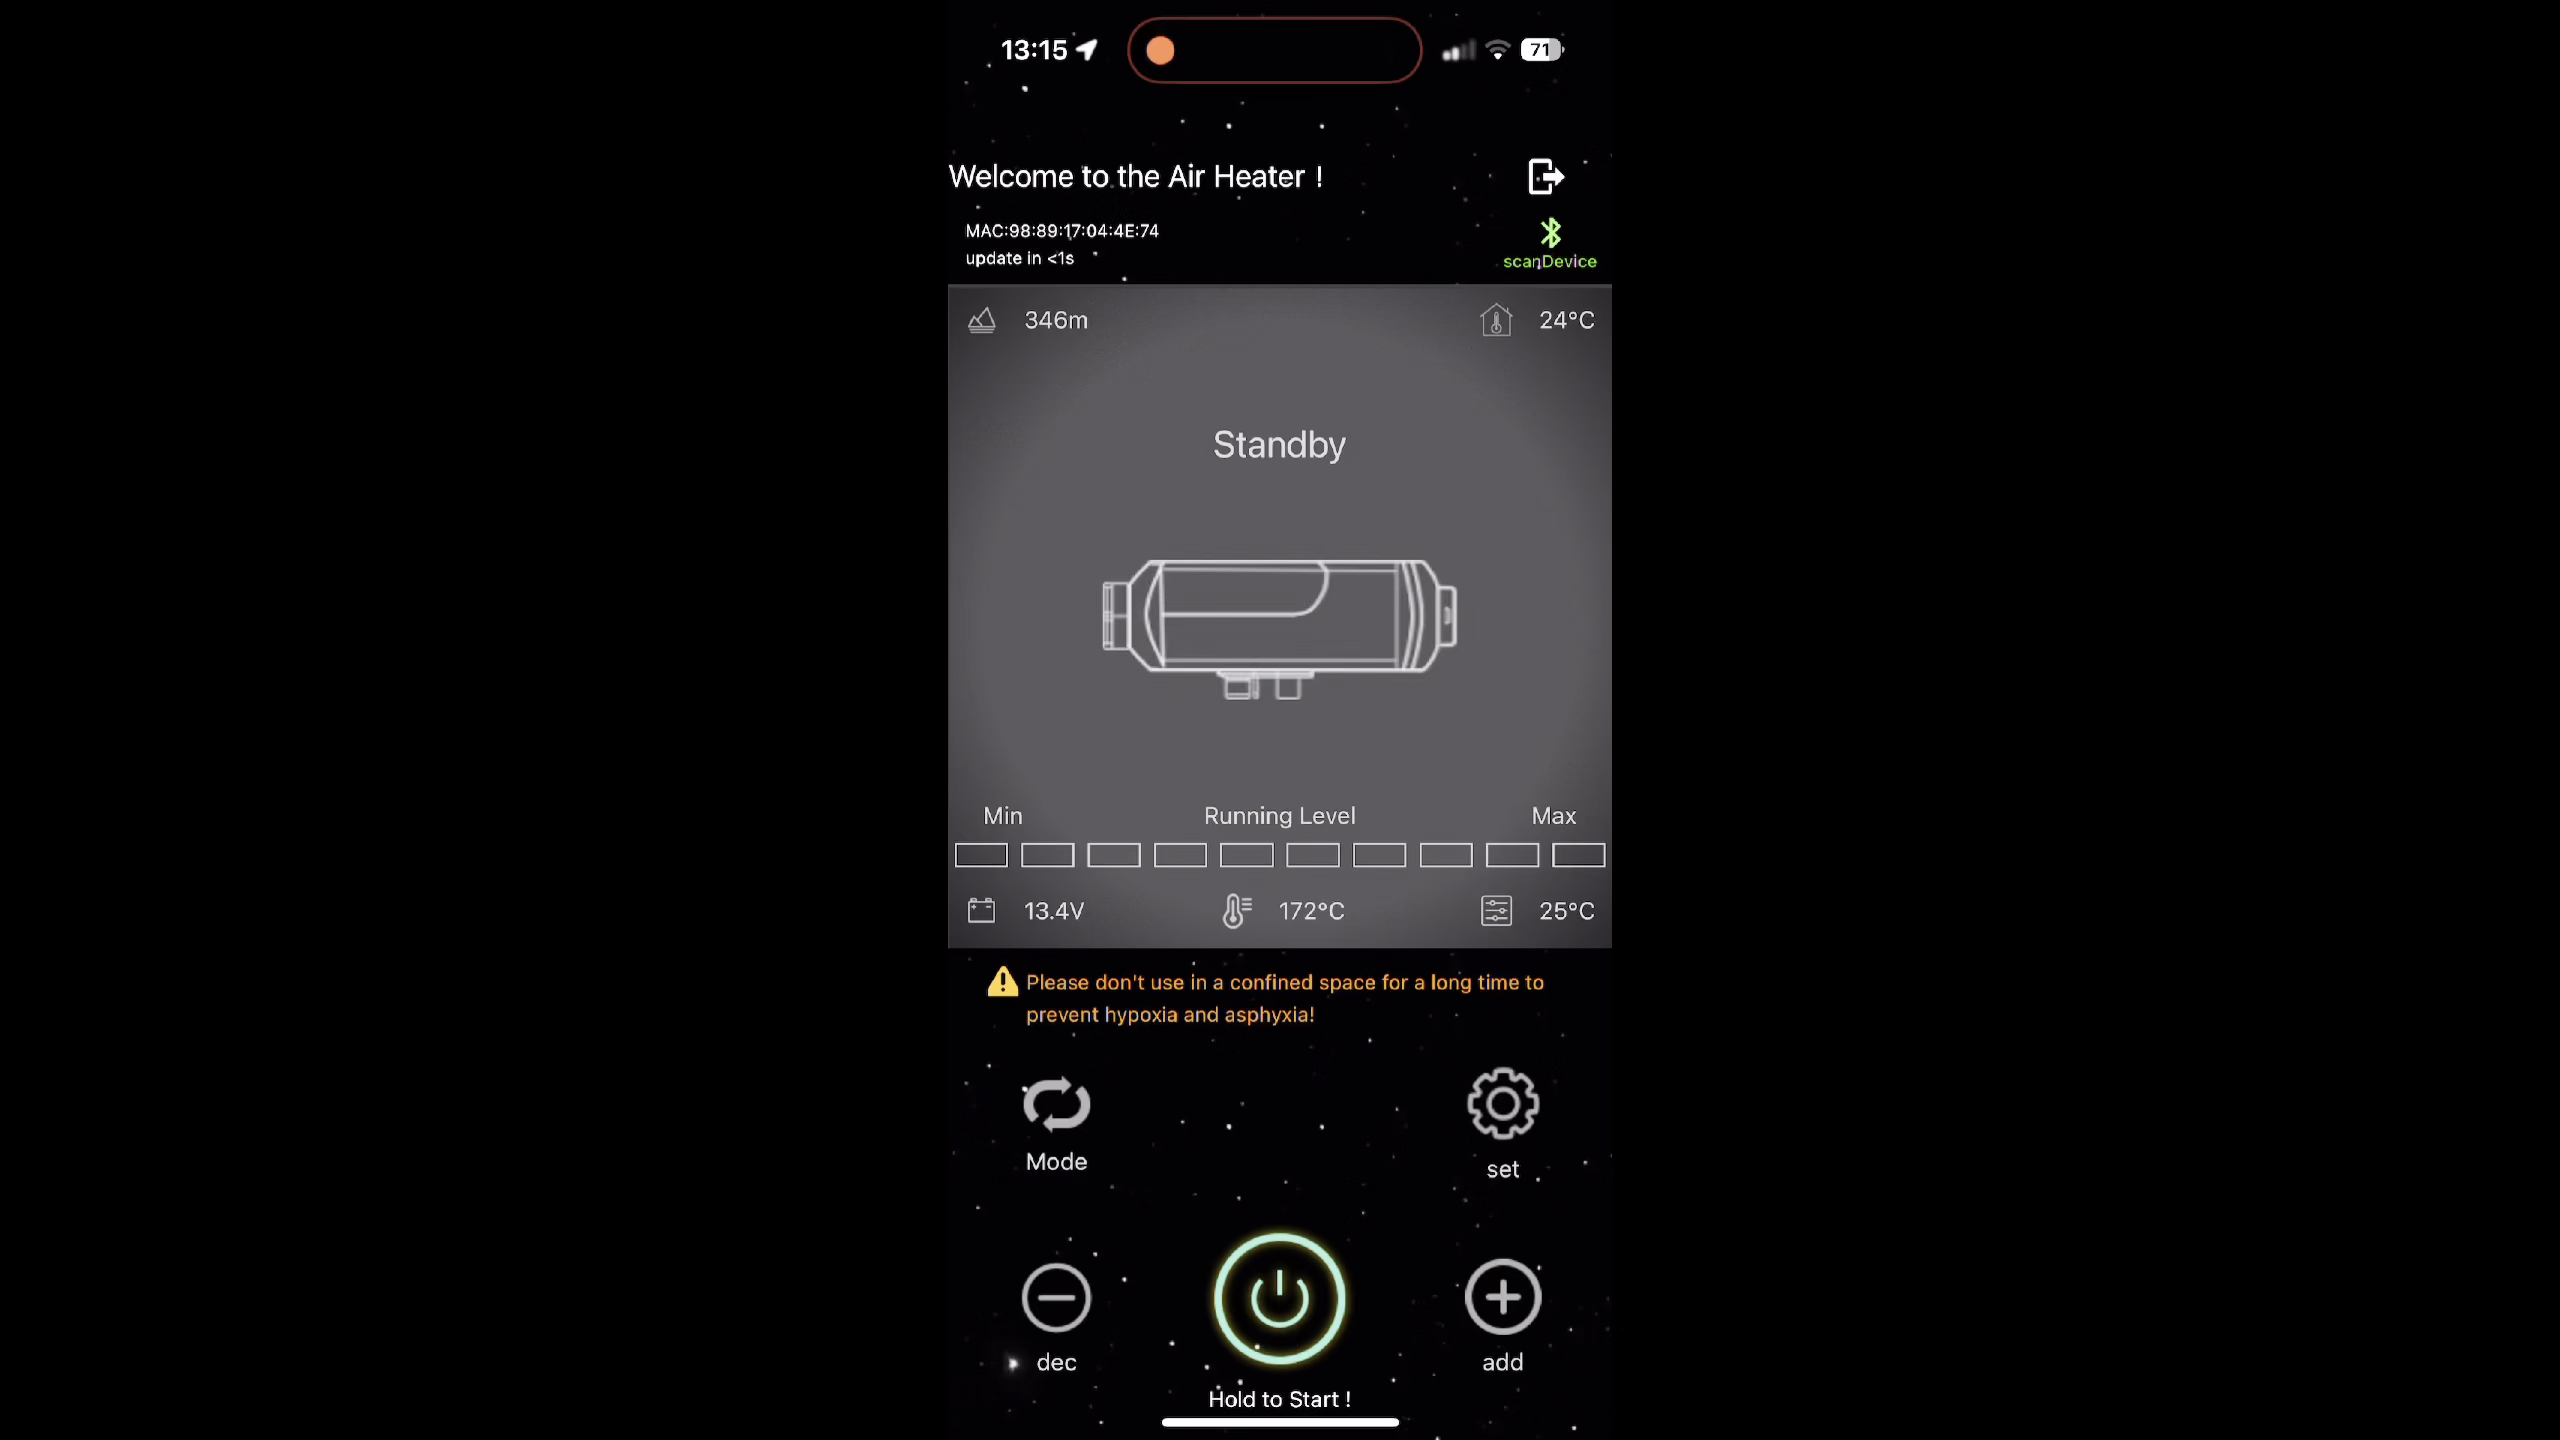 13:15
71
Welcome to the Air Heater !
MAC:98:89:17:04:4E:74
update in <1s
scanDevice
346m
24°C
Standby
Min Running Level Max
13.4V
172°C
25°C
Please don't use in a confined space for a long time to
prevent hypoxia and asphyxia!
Mode
set
dec
add
Hold to Start !